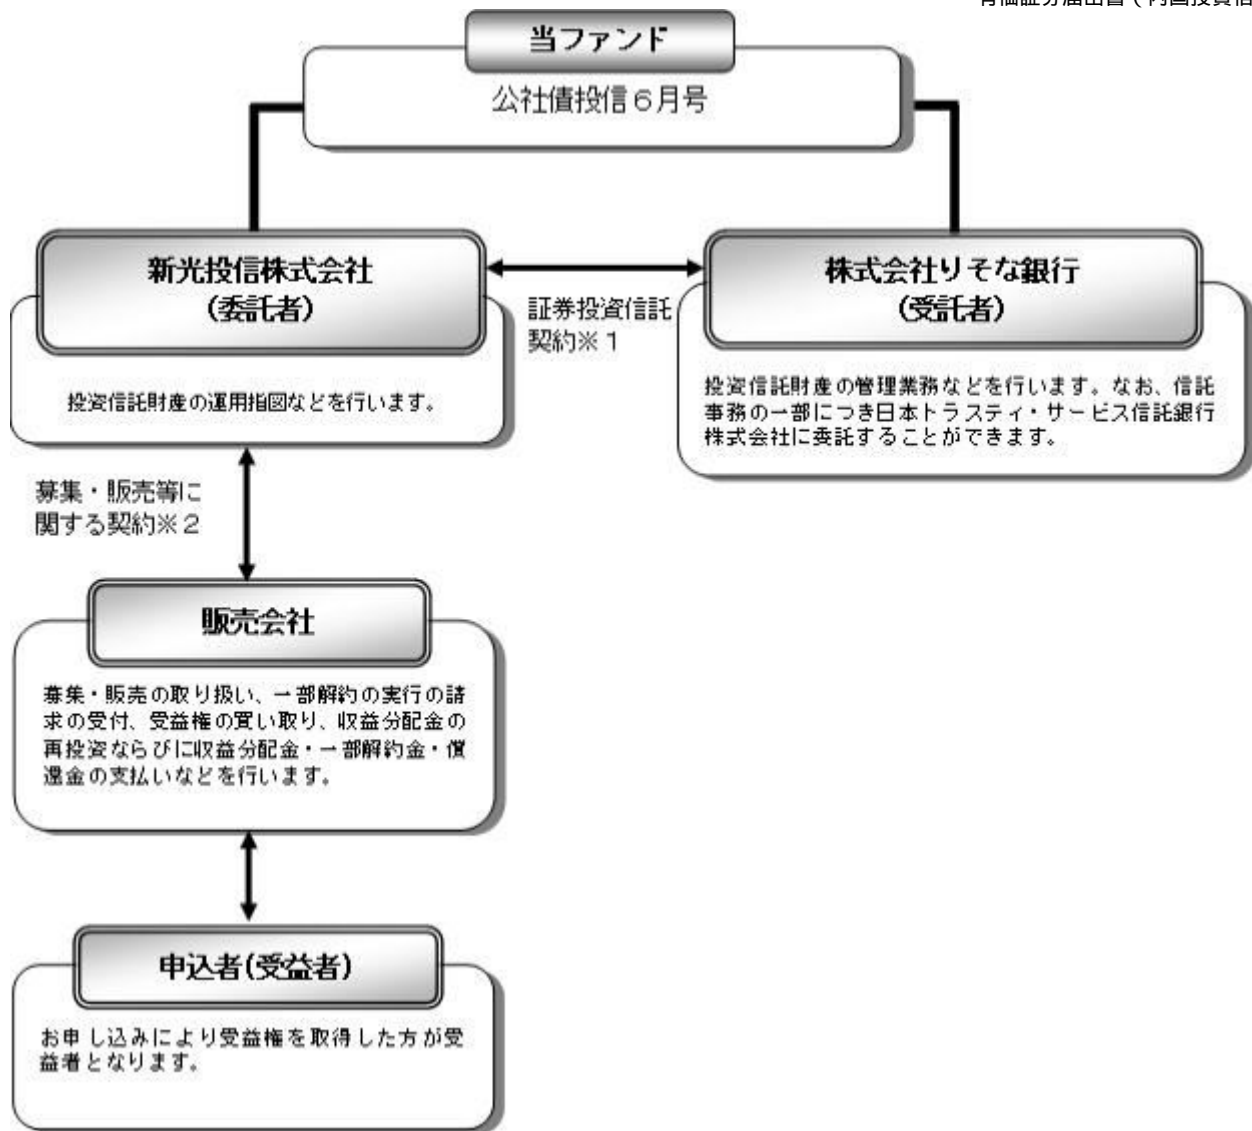 当ファンド
公社債投信６月号
新光投信株式会社
(委託者)
投資信託財産の運用指図などを行います。
証券投資信託
契約※１
株式会社りそな銀行
(受託者)
投資信託財産の管理業務などを行います。なお、信託
事務の一部につき日本トラスティ・サービス信託銀行
株式会社に委託することができます。
募集・販売等に
関する契約※２
販売会社
募集・販売の取り扱い、一部解約の実行の請
求の受付、受益権の買い取り、収益分配金の
再投資ならびに収益分配金・一部解約金・償
還金の支払いなどを行います。
申込者(受益者)
お申し込みにより受益権を取得した方が受
益者となります。